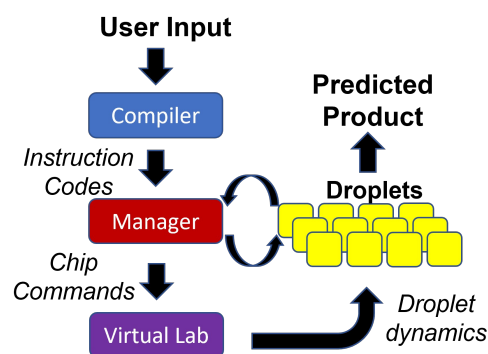 User Input
Compiler
Instruction
Codes
Manager
Chip
Commands
Virtual Lab
Predicted
Product
Droplets
Droplet
dynamics